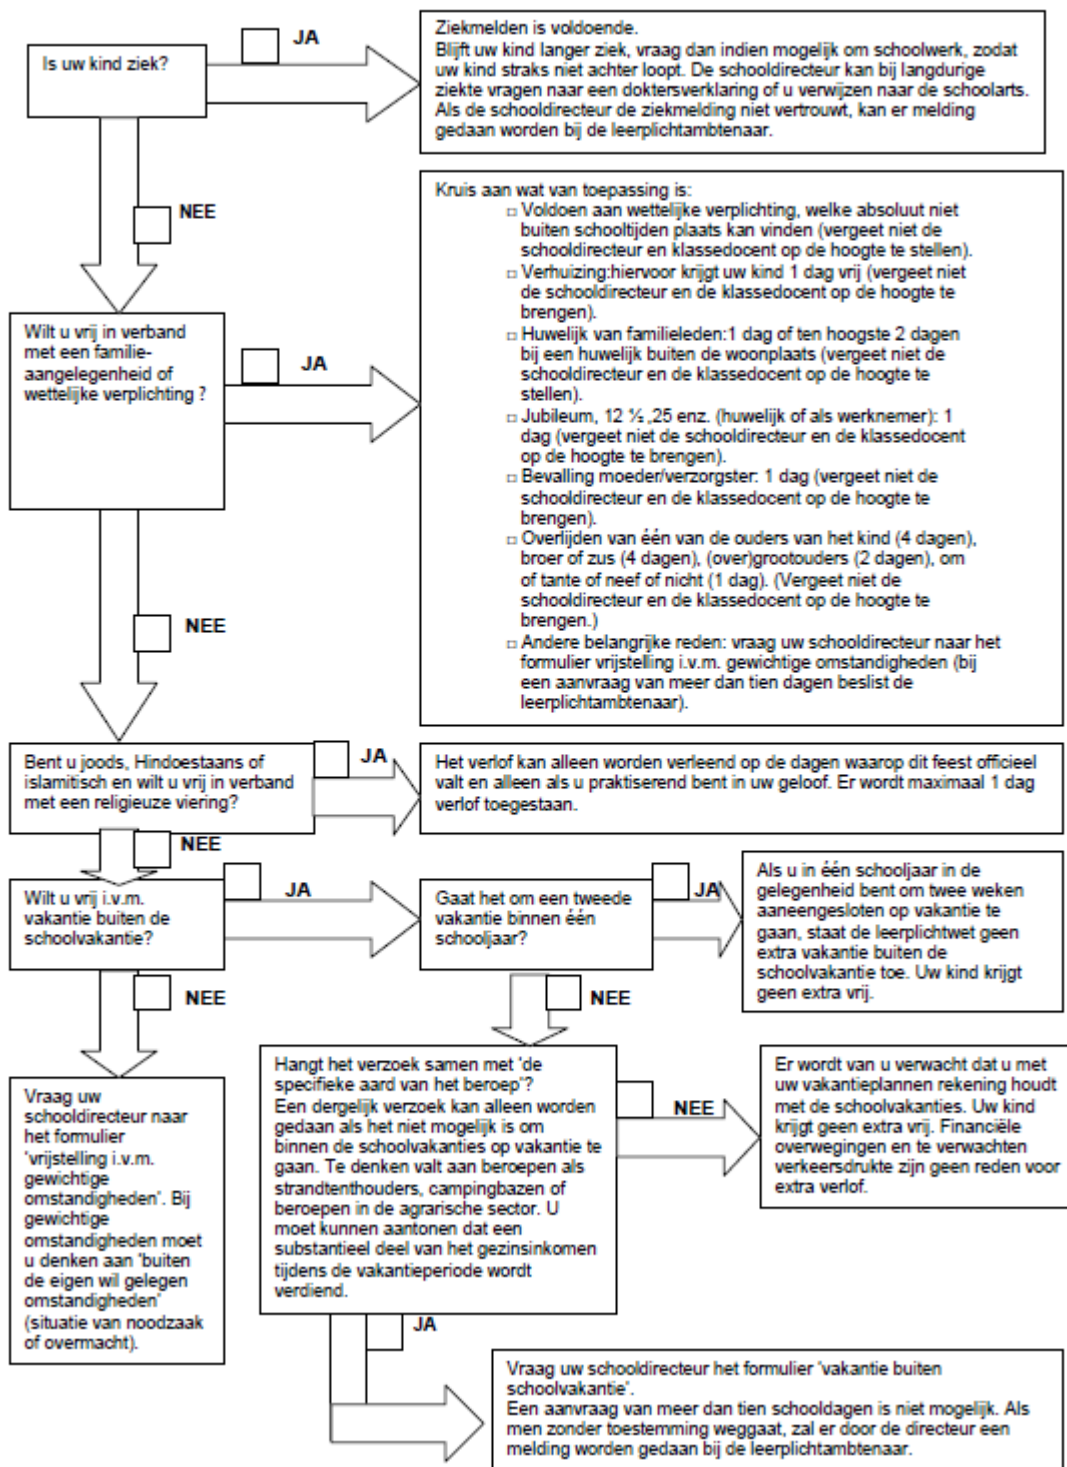 Is uw kind ziek?
JA
Ziekmelden is voldoende.
Blijft uw kind langer ziek, vraag dan indien mogelijk om schoolwerk, zodat
uw kind straks niet achter loopt. De schooldirecteur kan bij langdurige
ziekte vragen naar een doktersverklaring of u verwijzen naar de schoolarts.
Als de schooldirecteur de ziekmelding niet vertrouwt, kan er melding
gedaan worden bij de leerplichtambtenaar.
NEE
Wilt u vrij in verband
met een familie-
aangelegenheid of
wettelijke verplichting ?
JA
Kruis aan wat van toepassing is:
□ Voldoen aan wettelijke verplichting, welke absoluut niet
buiten schooltijden plaats kan vinden (vergeet niet de
schooldirecteur en klassedocent op de hoogte te stellen).
□ Verhuizing:hiervoor krijgt uw kind 1 dag vrij (vergeet niet
de schooldirecteur en de klassedocent op de hoogte te
brengen).
□ Huwelijk van familieleden:1 dag of ten hoogste 2 dagen
bij een huwelijk buiten de woonplaats (vergeet niet de
schooldirecteur en de klassedocent op de hoogte te
stellen).
□ Jubileum, 12 ½ ,25 enz. (huwelijk of als werknemer): 1
dag (vergeet niet de schooldirecteur en de klassedocent
op de hoogte te brengen).
□ Bevalling moeder/verzorgster: 1 dag (vergeet niet de
schooldirecteur en de klassedocent op de hoogte te
brengen).
□ Overlijden van één van de ouders van het kind (4 dagen),
broer of zus (4 dagen), (over)grootouders (2 dagen), om
of tante of neef of nicht (1 dag). (Vergeet niet de
schooldirecteur en de klassedocent op de hoogte te
brengen.)
□ Andere belangrijke reden: vraag uw schooldirecteur naar het
formulier vrijstelling i.v.m. gewichtige omstandigheden (bij
een aanvraag van meer dan tien dagen beslist de
leerplichtambtenaar).
NEE
Bent u joods, Hindoestaans of
islamitisch en wilt u vrij in verband
met een religieuze viering?
JA
Het verlof kan alleen worden verleend op de dagen waarop dit feest officieel
valt en alleen als u praktiserend bent in uw geloof. Er wordt maximaal 1 dag
verlof toegestaan.
NEE
Wilt u vrij i.v.m.
vakantie buiten de
schoolvakantie?
JA
Gaat het om een tweede
vakantie binnen één
schooljaar?
JA
Als u in één schooljaar in de
gelegenheid bent om twee weken
aaneengesloten op vakantie te
gaan, staat de leerplichtwet geen
extra vakantie buiten de
schoolvakantie toe. Uw kind krijgt
geen extra vrij.
NEE
NEE
Vraag uw
schooldirecteur naar
het formulier
'vrijstelling i.v.m.
gewichtige
omstandigheden'. Bij
gewichtige
omstandigheden moet
u denken aan 'buiten
de eigen wil gelegen
omstandigheden'
(situatie van noodzaak
of overmacht).
Hangt het verzoek samen met 'de
specifieke aard van het beroep'?
Een dergelijk verzoek kan alleen worden
gedaan als het niet mogelijk is om
binnen de schoolvakanties op vakantie te
gaan. Te denken valt aan beroepen als
strandtenthouders, campingbazen of
beroepen in de agrarische sector. U
moet kunnen aantonen dat een
substantieel deel van het gezinsinkomen
tijdens de vakantieperiode wordt
verdiend.
NEE
Er wordt van u verwacht dat u met
uw vakantieplannen rekening houdt
met de schoolvakanties. Uw kind
krijgt geen extra vrij. Financiële
overwegingen en te verwachten
verkeersdrukte zijn geen reden voor
extra verlof.
JA
Vraag uw schooldirecteur het formulier 'vakantie buiten
schoolvakantie'.
Een aanvraag van meer dan tien schooldagen is niet mogelijk. Als
men zonder toestemming weggaat, zal er door de directeur een
melding worden gedaan bij de leerplichtambtenaar.